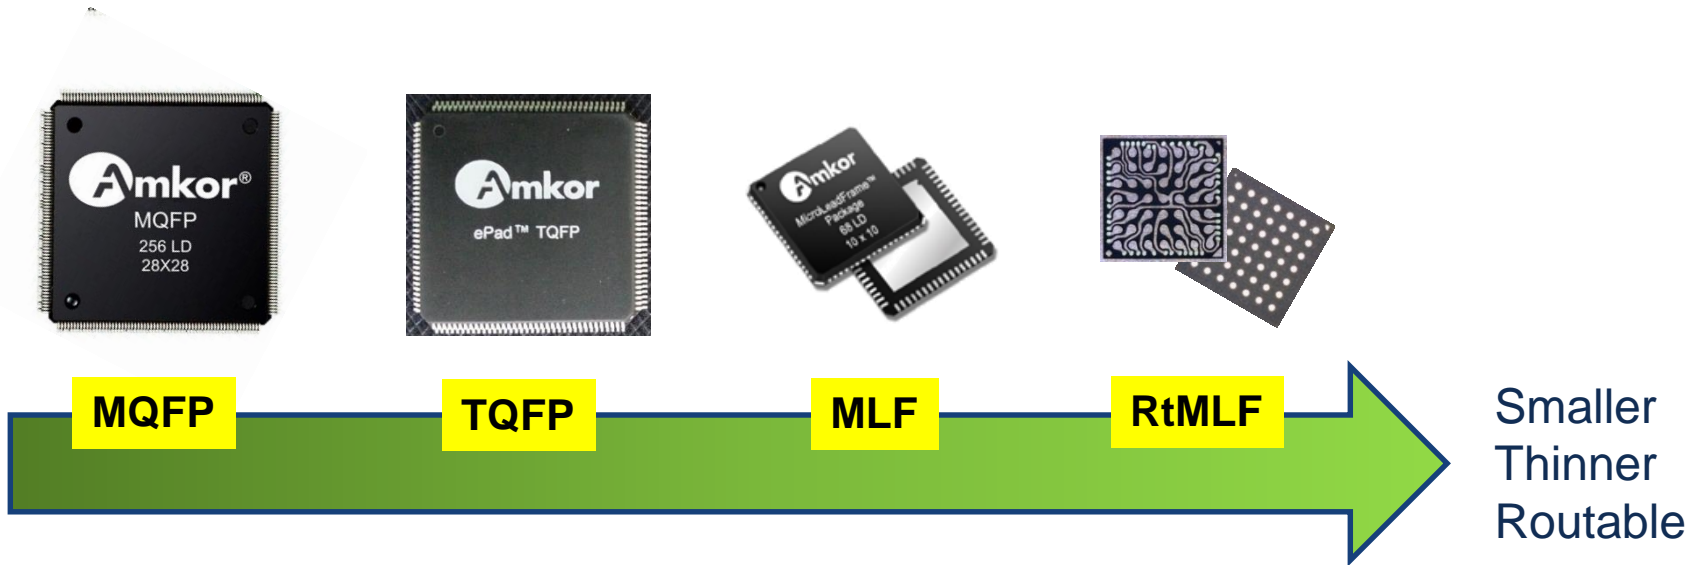 Amkor®
MQFP
256 LD
28X28
Amkor
ePad™ TQFP
Amkor
MicroLeadFrame™
Package
68 LD
10 x 10
MQFP
TQFP
MLF
RtMLF
Smaller
Thinner
Routable